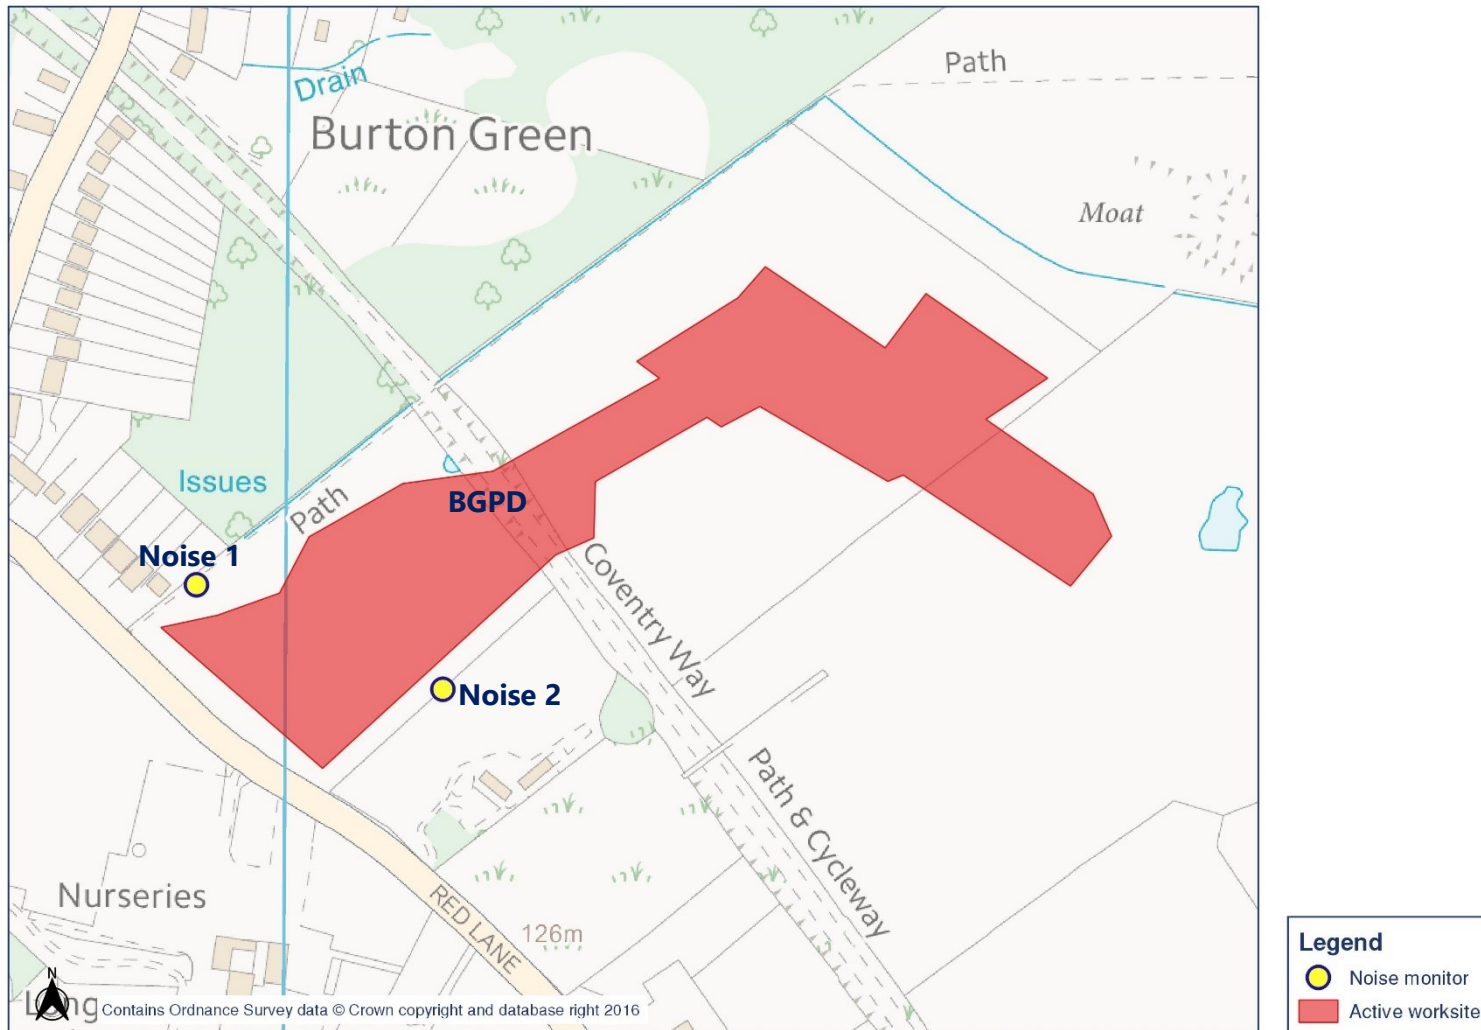 Path
Drain
Burton Green
Moat
Issues
Path
BGPD
Noise 1
Coventry Way
Noise 2
Path & Cycleway
Nurseries
RED LANE
126m
N
Long
Contains Ordnance Survey data © Crown copyright and database right 2016
Legend
Noise monitor
Active worksite